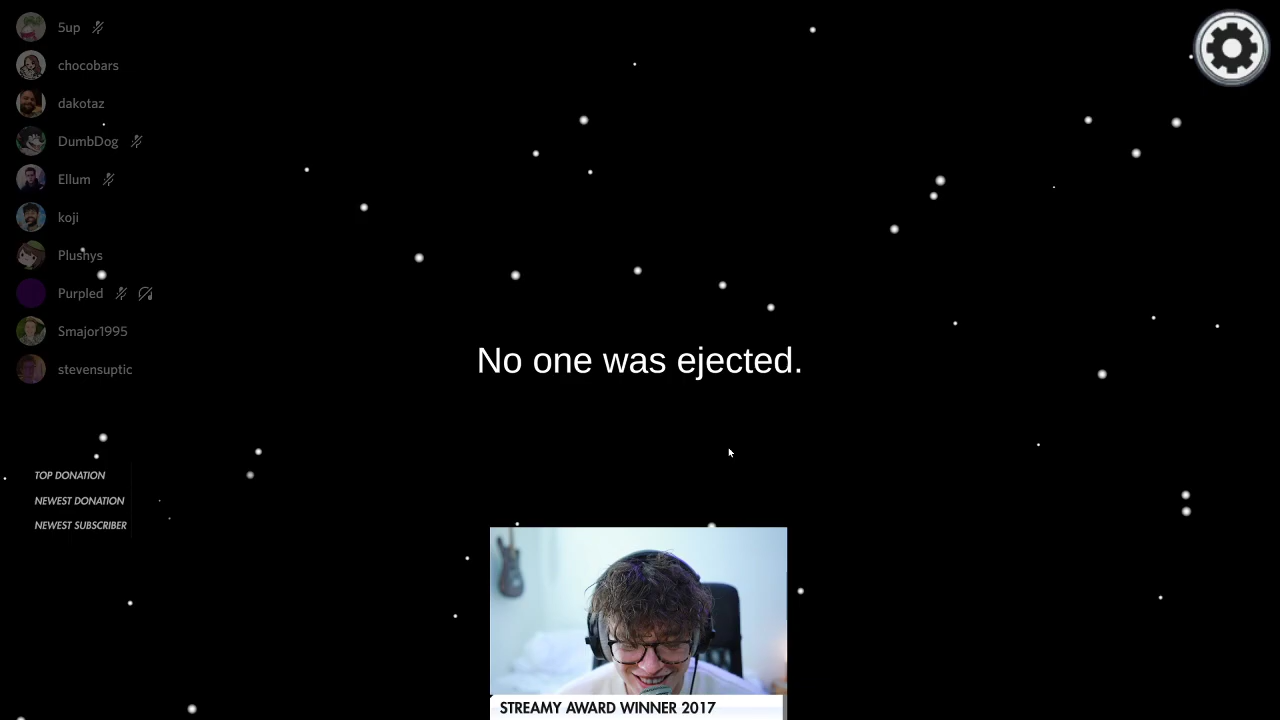 5up
chocobars
dakotaz
DumbDog
Ellum
koji
Plushys
Purpled
Smajor1995
stevensuptic
No one was ejected.
TOP DONATION
NEWEST DONATION
NEWEST SUBSCRIBER
STREAMY AWARD WINNER 2017